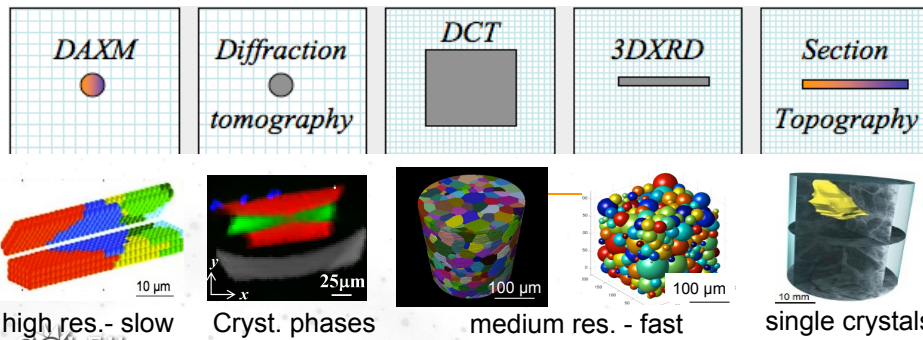 DAXM
Diffraction
tomography
DCT
3DXRD
Section
Topography
10 µm
y
x
25µm
100 µm
100 µm
10 mm
high res.- slow
Cryst. phases
medium res. - fast
single crystals